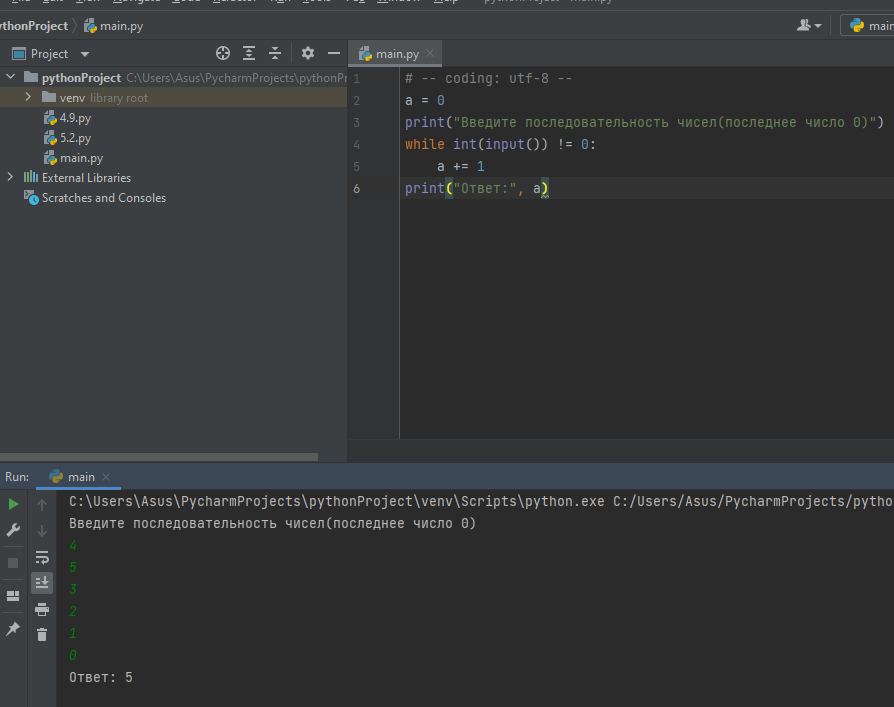 pythonProject main.py
main
Project
main.py
pythonProject C:\Users\Asus\PycharmProjects\pythonPr
venv library root
4.9.py
5.2.py
main.py
External Libraries
Scratches and Consoles
1 # -- coding: utf-8 --
2 a = 0
3 print("Введите последовательность чисел(последнее число 0)")
4 while int(input()) != 0:
5 a += 1
6 print("Ответ:", a)
Run: main
C:\Users\Asus\PycharmProjects\pythonProject\venv\Scripts\python.exe C:/Users/Asus/PycharmProjects/pytho
Введите последовательность чисел(последнее число 0)
4
5
3
2
1
0
Ответ: 5